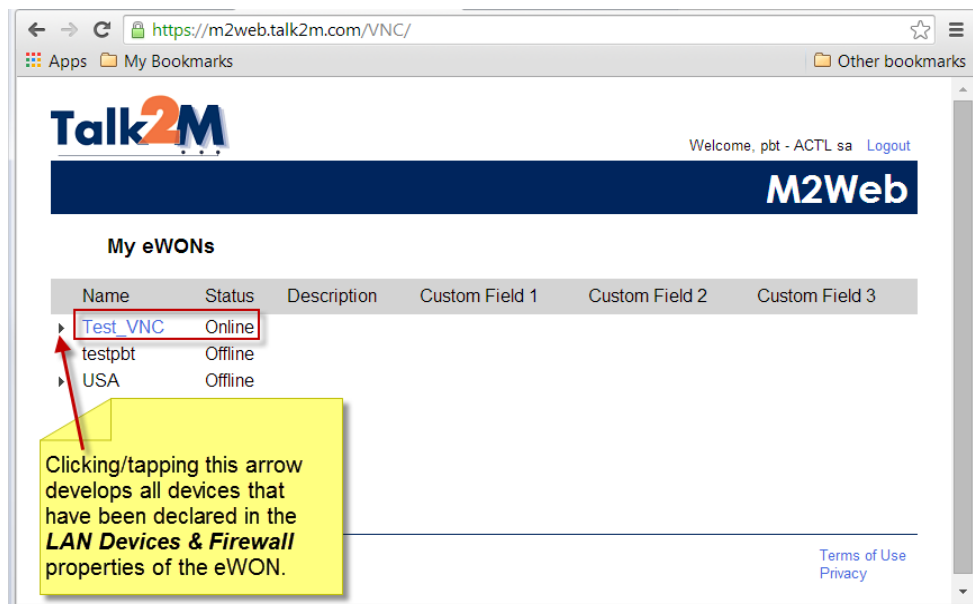 https://m2web.talk2m.com/VNC/
Apps My Bookmarks Other bookmarks
Talk2M
Welcome, pbt - ACT'L sa Logout
M2Web
My eWONs
Name Status Description Custom Field 1 Custom Field 2 Custom Field 3
Test_VNC Online
testpbt Offline
USA Offline
Clicking/tapping this arrow
develops all devices that
have been declared in the
LAN Devices & Firewall
properties of the eWON.
Terms of Use
Privacy